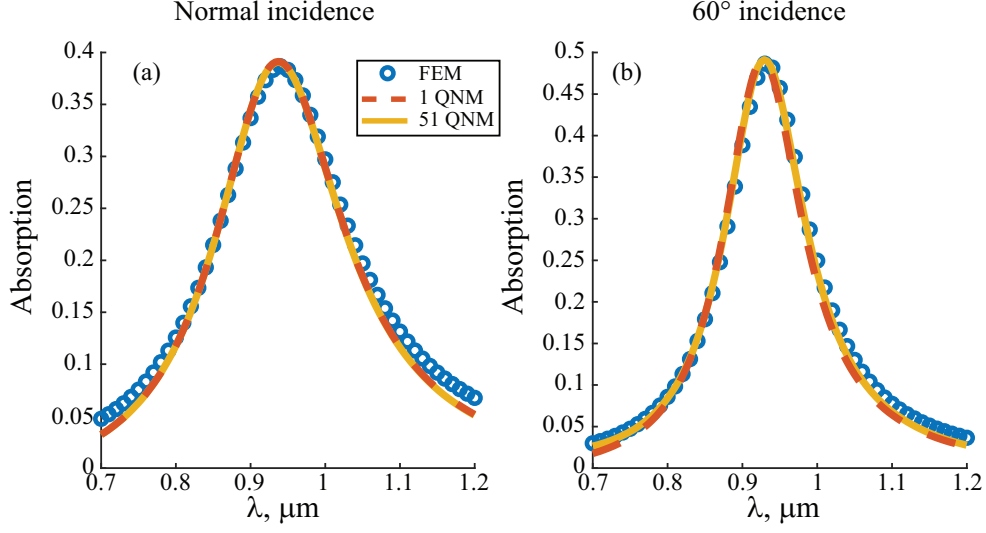 Normal incidence
60° incidence
(a)
FEM
1 QNM
51 QNM
Absorption
0.4
0.35
0.3
0.25
0.2
0.15
0.1
0.05
0
0.7
0.8
0.9
1
1.1
1.2
λ, μm
(b)
Absorption
0.5
0.45
0.4
0.35
0.3
0.25
0.2
0.15
0.1
0.05
0
0.7
0.8
0.9
1
1.1
1.2
λ, μm